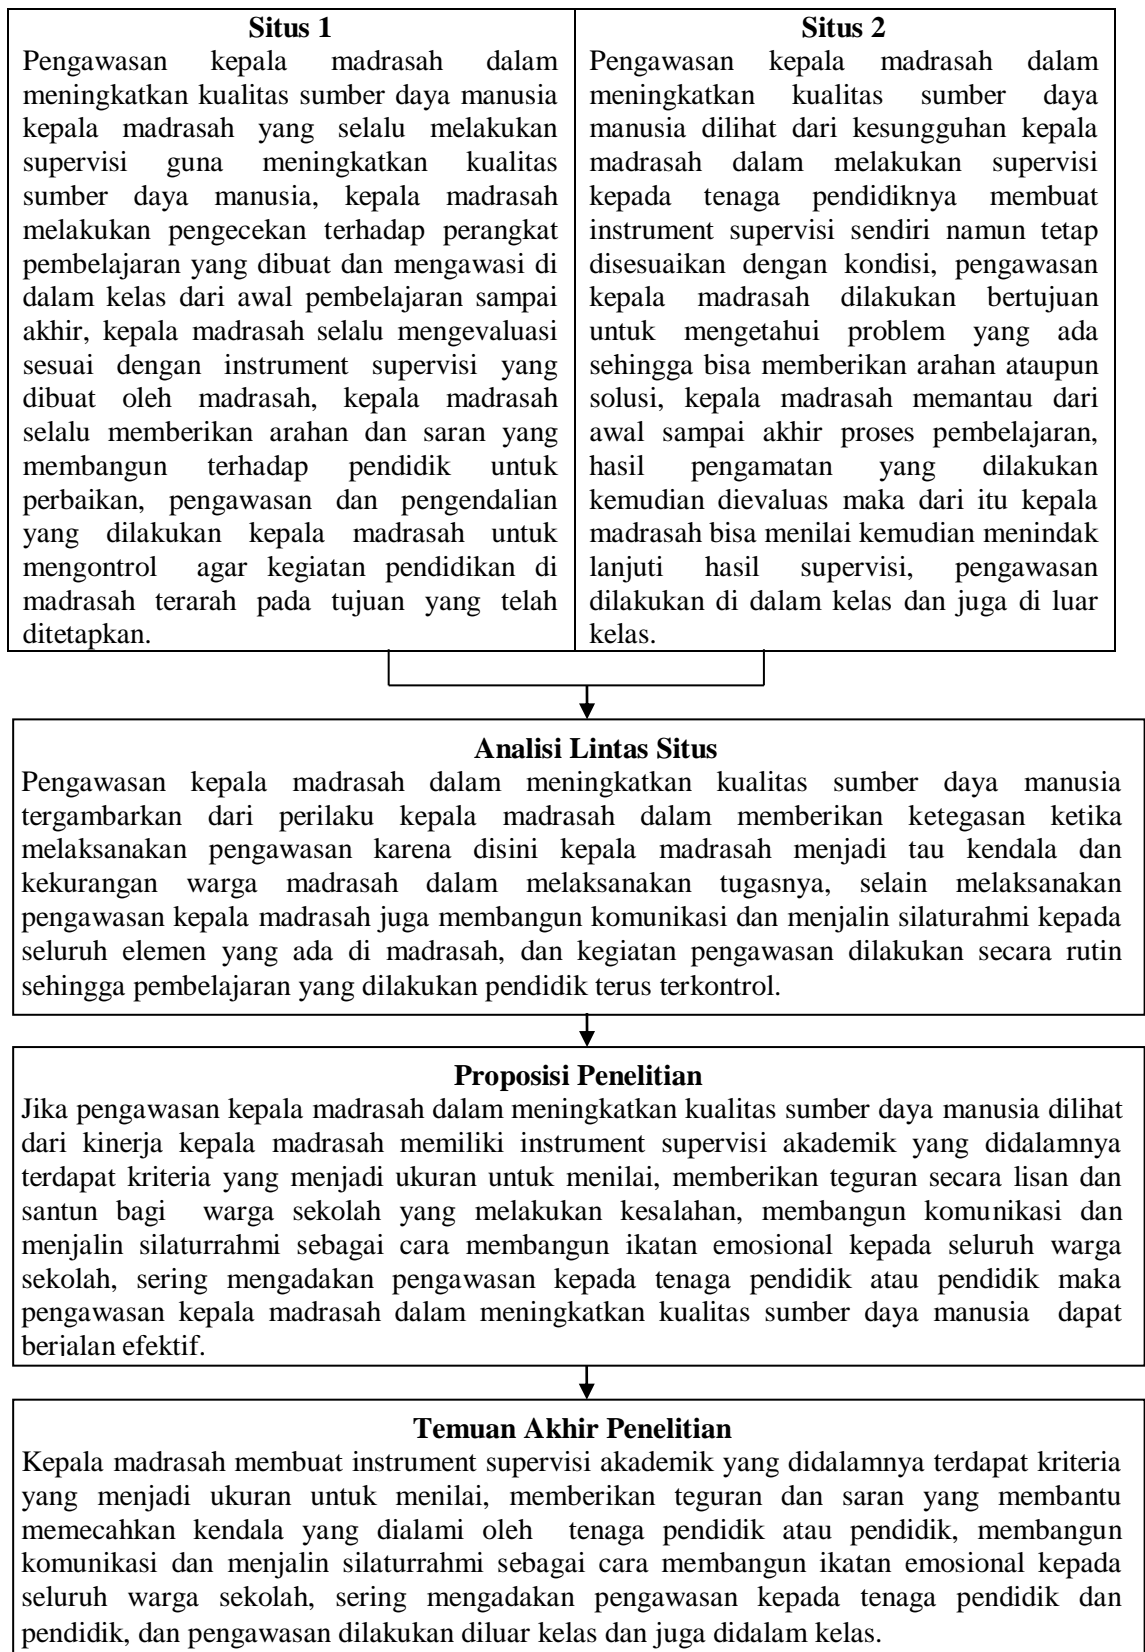 Situs 1
Pengawasan kepala madrasah dalam
meningkatkan kualitas sumber daya manusia
kepala madrasah yang selalu melakukan
supervisi guna meningkatkan kualitas
sumber daya manusia, kepala madrasah
melakukan pengecekan terhadap perangkat
pembelajaran yang dibuat dan mengawasi di
dalam kelas dari awal pembelajaran sampai
akhir, kepala madrasah selalu mengevaluasi
sesuai dengan instrument supervisi yang
dibuat oleh madrasah, kepala madrasah
selalu memberikan arahan dan saran yang
membangun terhadap pendidik untuk
perbaikan, pengawasan dan pengendalian
yang dilakukan kepala madrasah untuk
mengontrol agar kegiatan pendidikan di
madrasah terarah pada tujuan yang telah
ditetapkan.
Situs 2
Pengawasan kepala madrasah dalam
meningkatkan kualitas sumber daya
manusia dilihat dari kesungguhan kepala
madrasah dalam melakukan supervisi
kepada tenaga pendidiknya membuat
instrument supervisi sendiri namun tetap
disesuaikan dengan kondisi, pengawasan
kepala madrasah dilakukan bertujuan
untuk mengetahui problem yang ada
sehingga bisa memberikan arahan ataupun
solusi, kepala madrasah memantau dari
awal sampai akhir proses pembelajaran,
hasil pengamatan yang dilakukan
kemudian dievaluas maka dari itu kepala
madrasah bisa menilai kemudian menindak
lanjuti hasil supervisi, pengawasan
dilakukan di dalam kelas dan juga di luar
kelas.
Analisi Lintas Situs
Pengawasan kepala madrasah dalam meningkatkan kualitas sumber daya manusia
tergambarkan dari perilaku kepala madrasah dalam memberikan ketegasan ketika
melaksanakan pengawasan karena disini kepala madrasah menjadi tau kendala dan
kekurangan warga madrasah dalam melaksanakan tugasnya, selain melaksanakan
pengawasan kepala madrasah juga membangun komunikasi dan menjalin silaturahmi kepada
seluruh elemen yang ada di madrasah, dan kegiatan pengawasan dilakukan secara rutin
sehingga pembelajaran yang dilakukan pendidik terus terkontrol.
Proposisi Penelitian
Jika pengawasan kepala madrasah dalam meningkatkan kualitas sumber daya manusia dilihat
dari kinerja kepala madrasah memiliki instrument supervisi akademik yang didalamnya
terdapat kriteria yang menjadi ukuran untuk menilai, memberikan teguran secara lisan dan
santun bagi warga sekolah yang melakukan kesalahan, membangun komunikasi dan
menjalin silaturrahmi sebagai cara membangun ikatan emosional kepada seluruh warga
sekolah, sering mengadakan pengawasan kepada tenaga pendidik atau pendidik maka
pengawasan kepala madrasah dalam meningkatkan kualitas sumber daya manusia dapat
berjalan efektif.
Temuan Akhir Penelitian
Kepala madrasah membuat instrument supervisi akademik yang didalamnya terdapat kriteria
yang menjadi ukuran untuk menilai, memberikan teguran dan saran yang membantu
memecahkan kendala yang dialami oleh tenaga pendidik atau pendidik, membangun
komunikasi dan menjalin silaturrahmi sebagai cara membangun ikatan emosional kepada
seluruh warga sekolah, sering mengadakan pengawasan kepada tenaga pendidik dan
pendidik, dan pengawasan dilakukan diluar kelas dan juga didalam kelas.